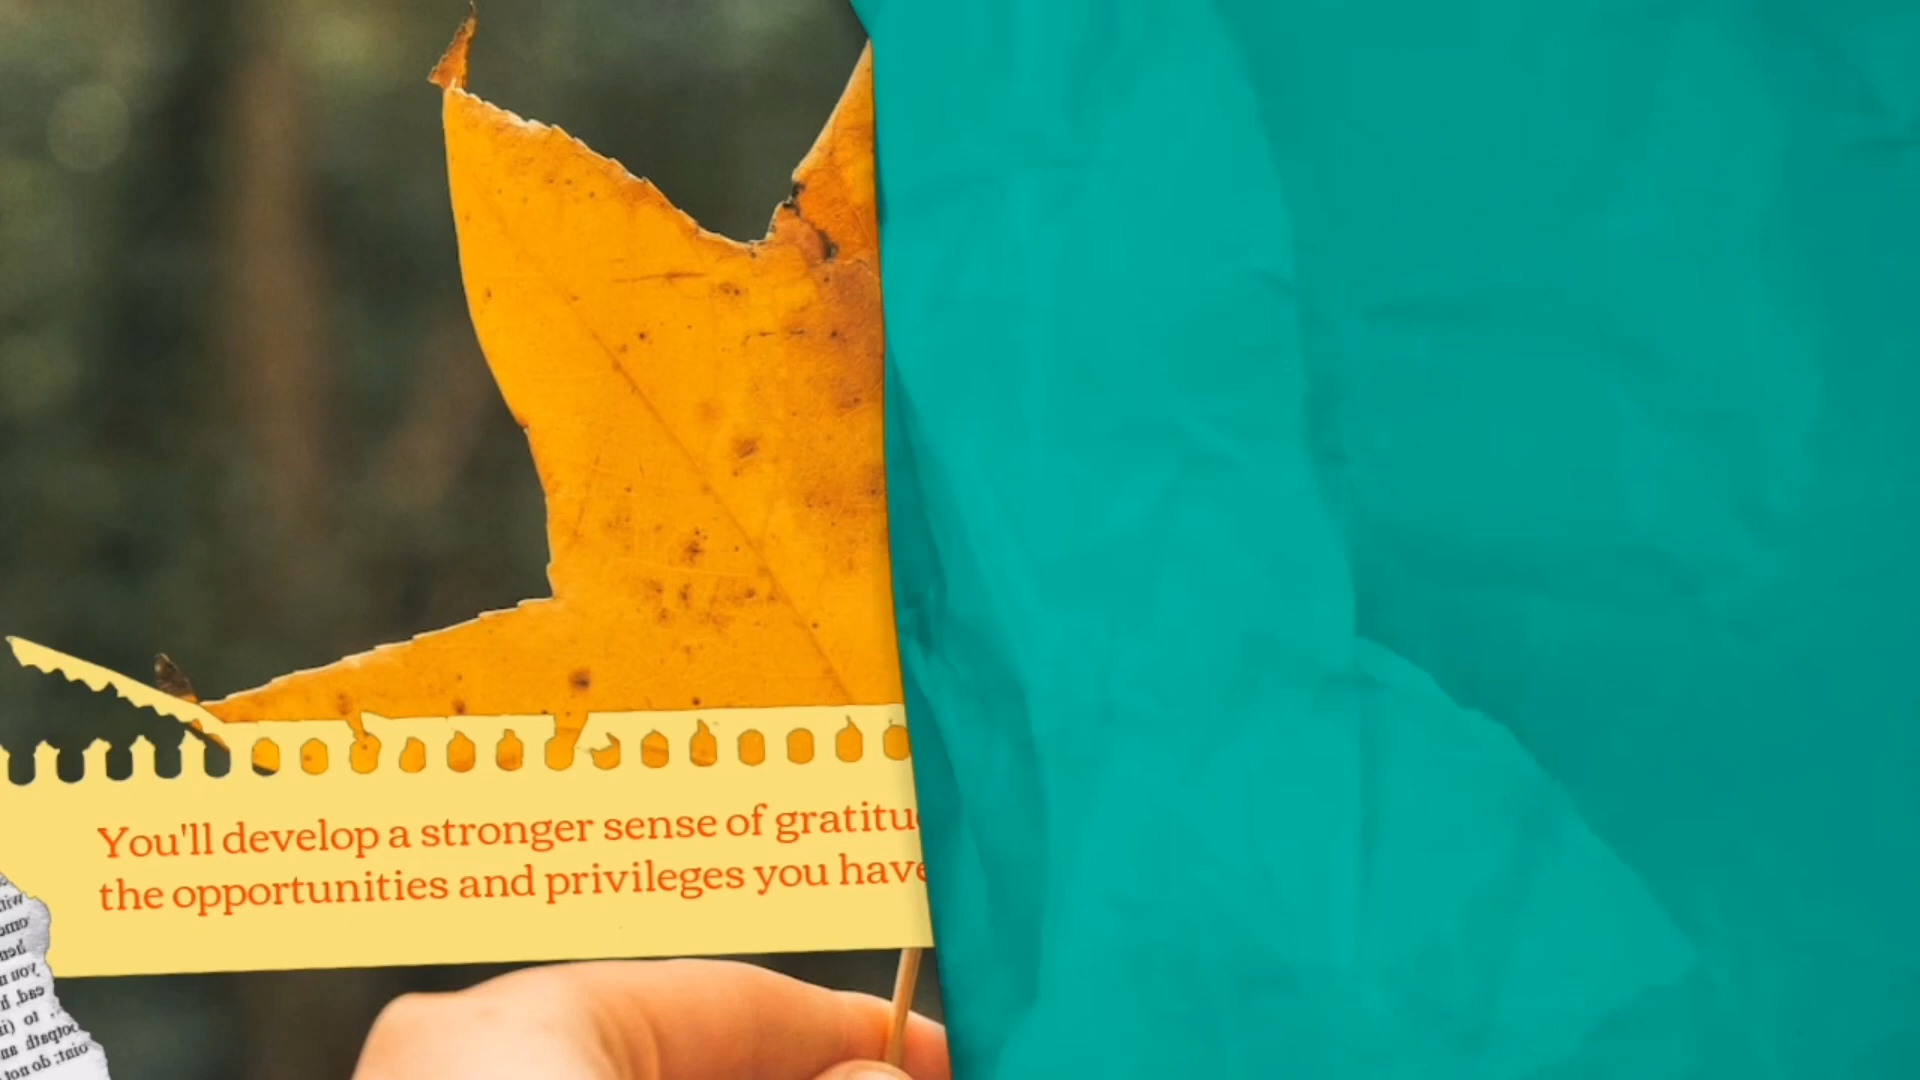 You'll develop a stronger sense of gratitu
the opportunities and privileges you have